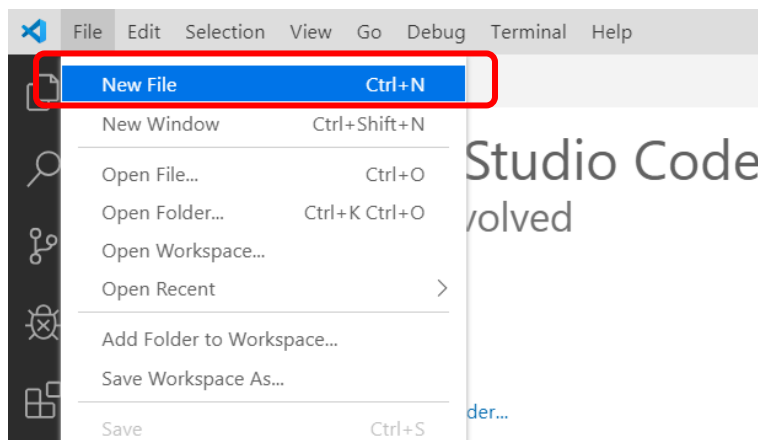 File Edit Selection View Go Debug Terminal Help
New File Ctrl+N
New Window Ctrl+Shift+N
Open File... Ctrl+O
Open Folder... Ctrl+K Ctrl+O
Open Workspace...
Open Recent
Add Folder to Workspace...
Save Workspace As...
Save Ctrl+S
Studio Code
volved
der...